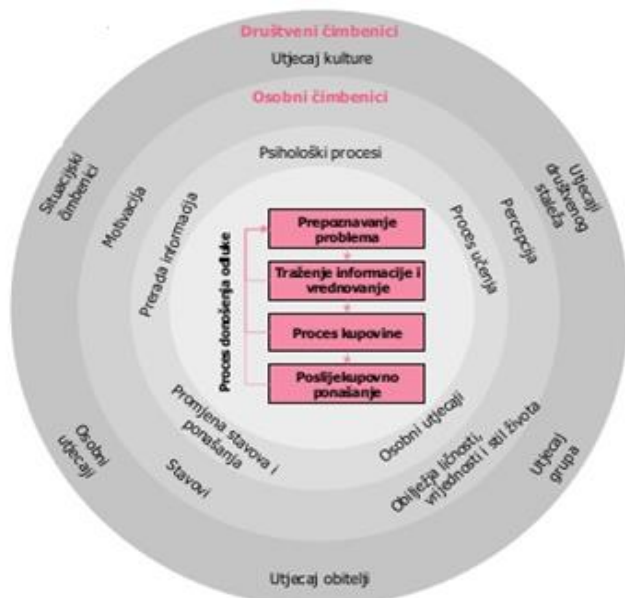 Društveni čimbenici
Utjecaj kulture
Osobni čimbenici
Psihološki procesi
Situacijski
čimbenici
Motivacija
Prerada informacija
Proces učenja
Percepcija
Utjecaji
društvenog
staleža
Proces donošenja odluke
Prepoznavanje
problema
Traženje informacije i
vrednovanje
Proces kupovine
Poslijekupovno
ponašanje
Osobni
utjecaji
Stavovi
promjena stavova i
ponašanja
Osobni utjecaji
Obilježja ličnosti,
vrijednosti i stil života
Utjecaj
grupa
Utjecaj obitelji